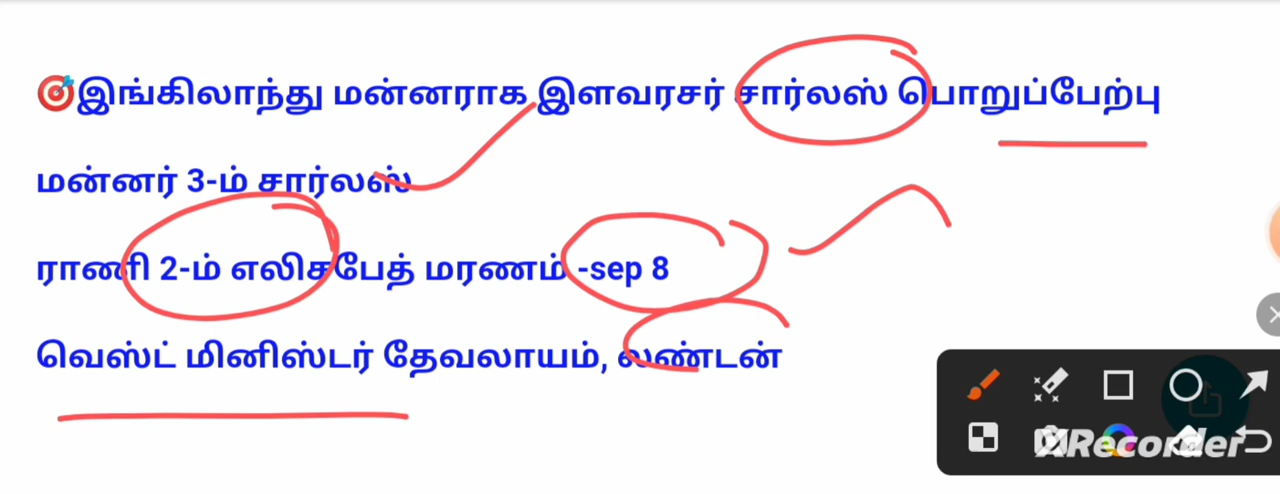 🎯இங்கிலாந்து மன்னராக இளவரசர் சார்லஸ் பொறுப்பேற்பு
மன்னர் 3-ம் சார்லஸ்
ராணி 2-ம் எலிசபேத் மரணம் -sep 8
வெஸ்ட் மினிஸ்டர் தேவலாயம், லண்டன்
XRecorder